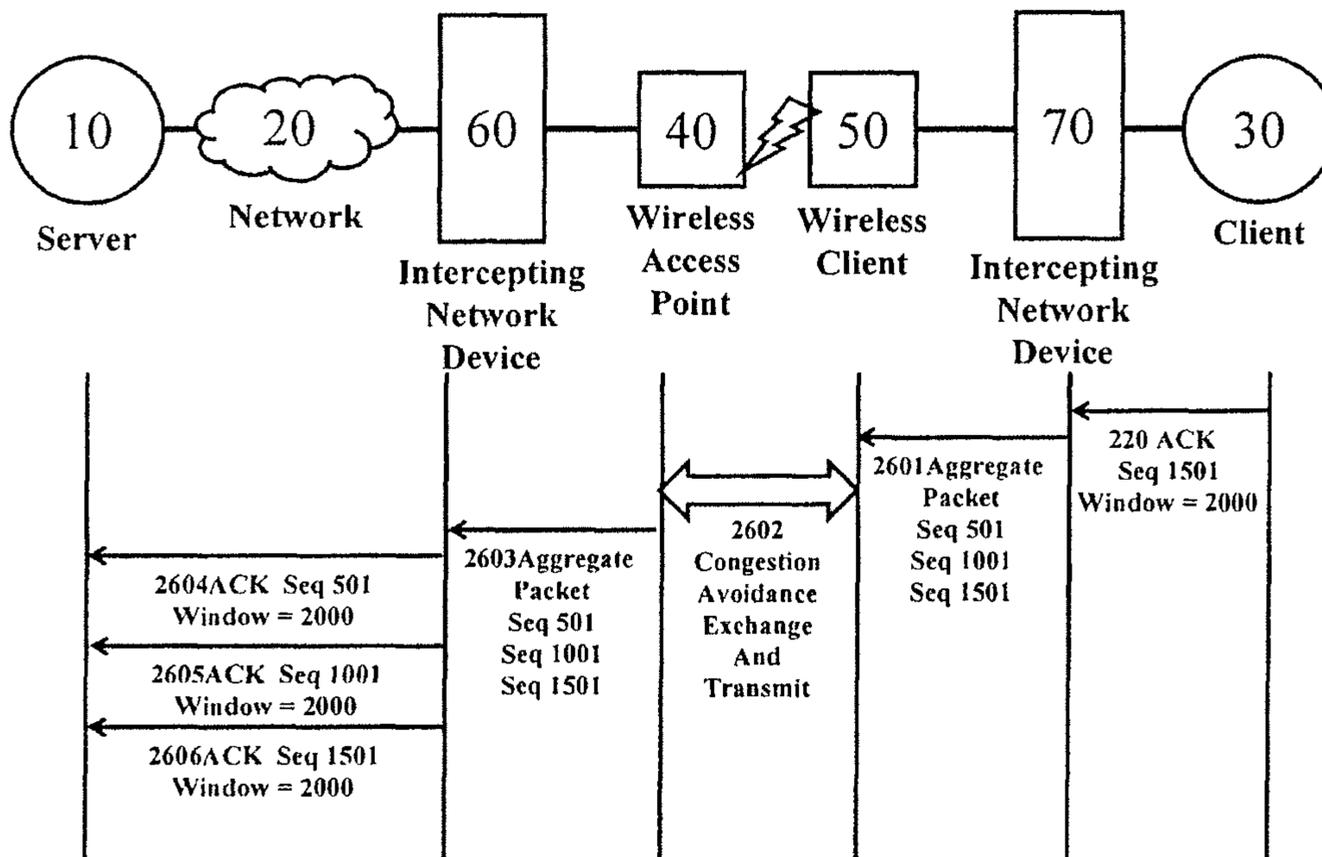 10
20
60
40
50
70
30
Server
Network
Intercepting
Network
Device
Wireless
Access
Point
Wireless
Client
Intercepting
Network
Device
Client
220 ACK
Seq 1501
Window = 2000
2601Aggregate
Packet
Seq 501
Seq 1001
Seq 1501
2602
Congestion
Avoidance
Exchange
And
Transmit
2603Aggregate
Packet
Seq 501
Seq 1001
Seq 1501
2604ACK Seq 501
Window = 2000
2605ACK Seq 1001
Window = 2000
2606ACK Seq 1501
Window = 2000